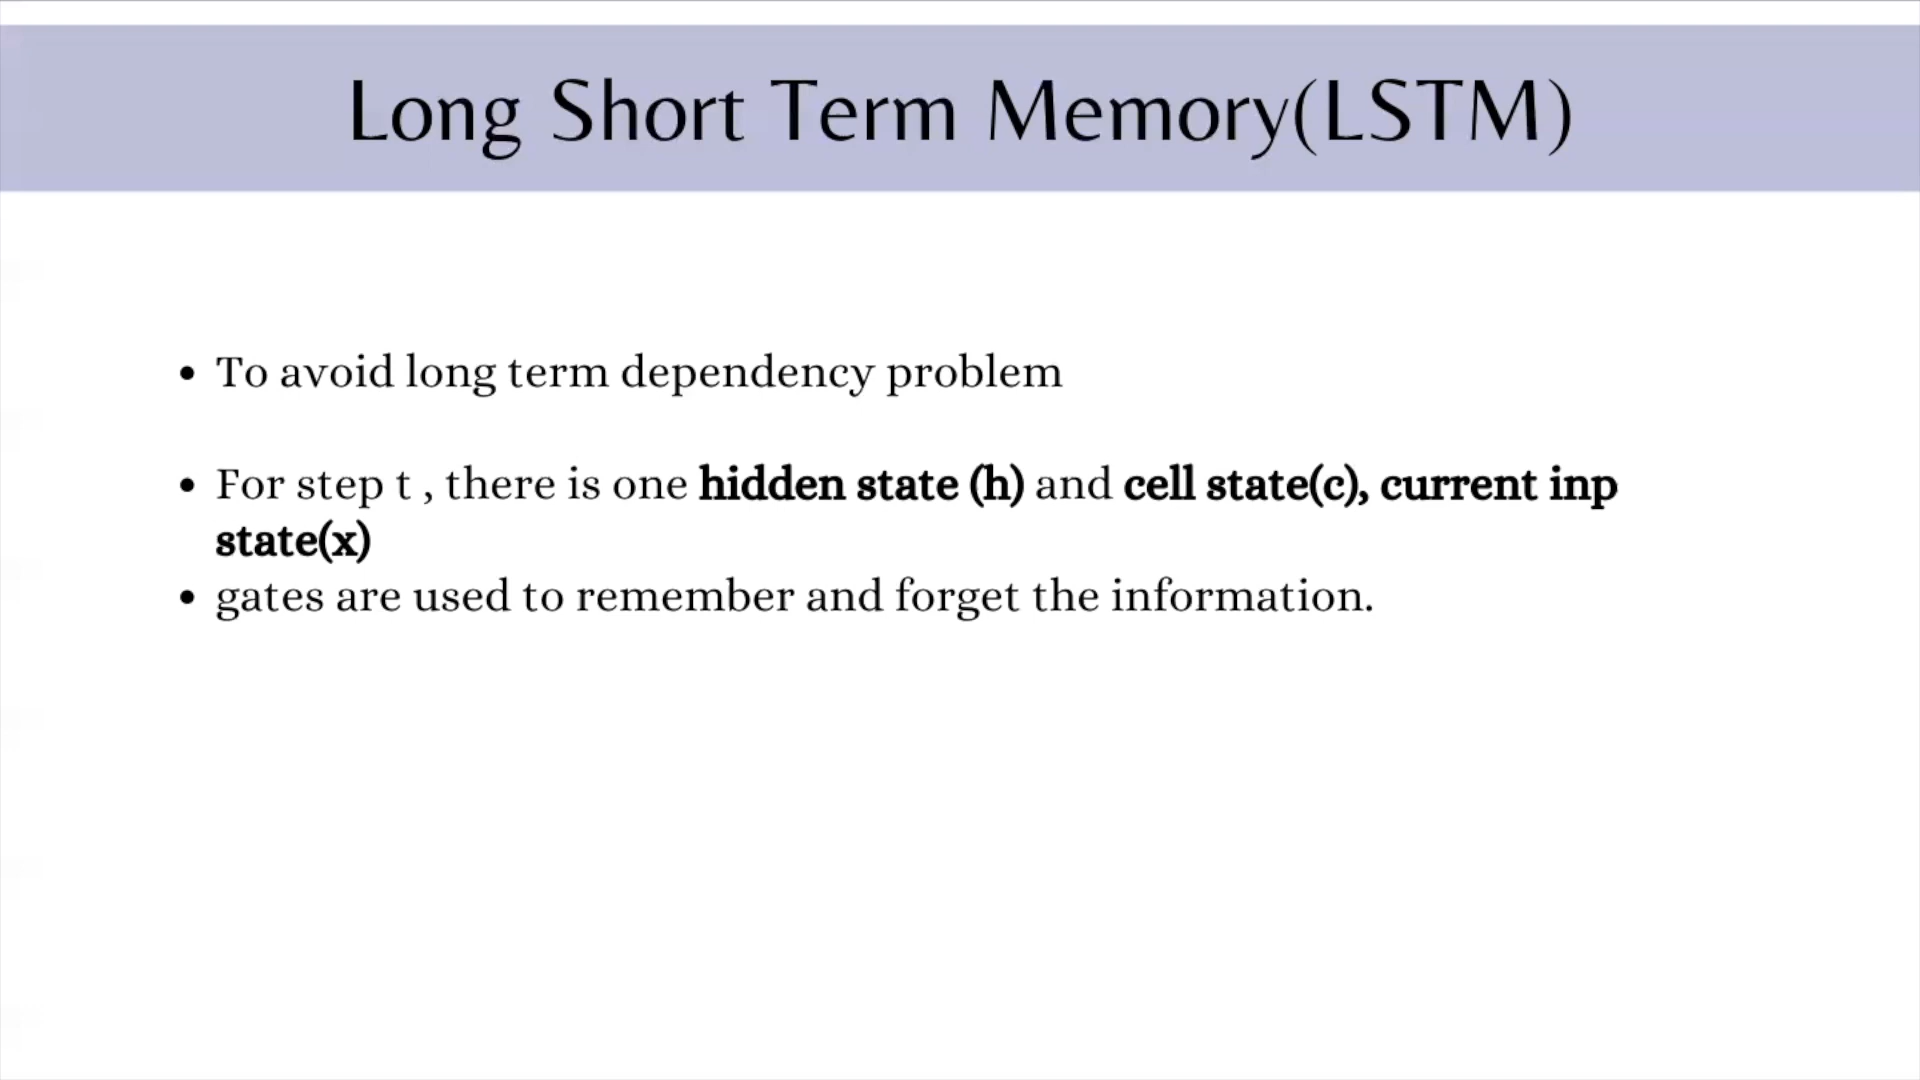 Long Short Term Memory(LSTM)
• To avoid long term dependency problem
• For step t , there is one hidden state (h) and cell state(c), current inp
state(x)
• gates are used to remember and forget the information.